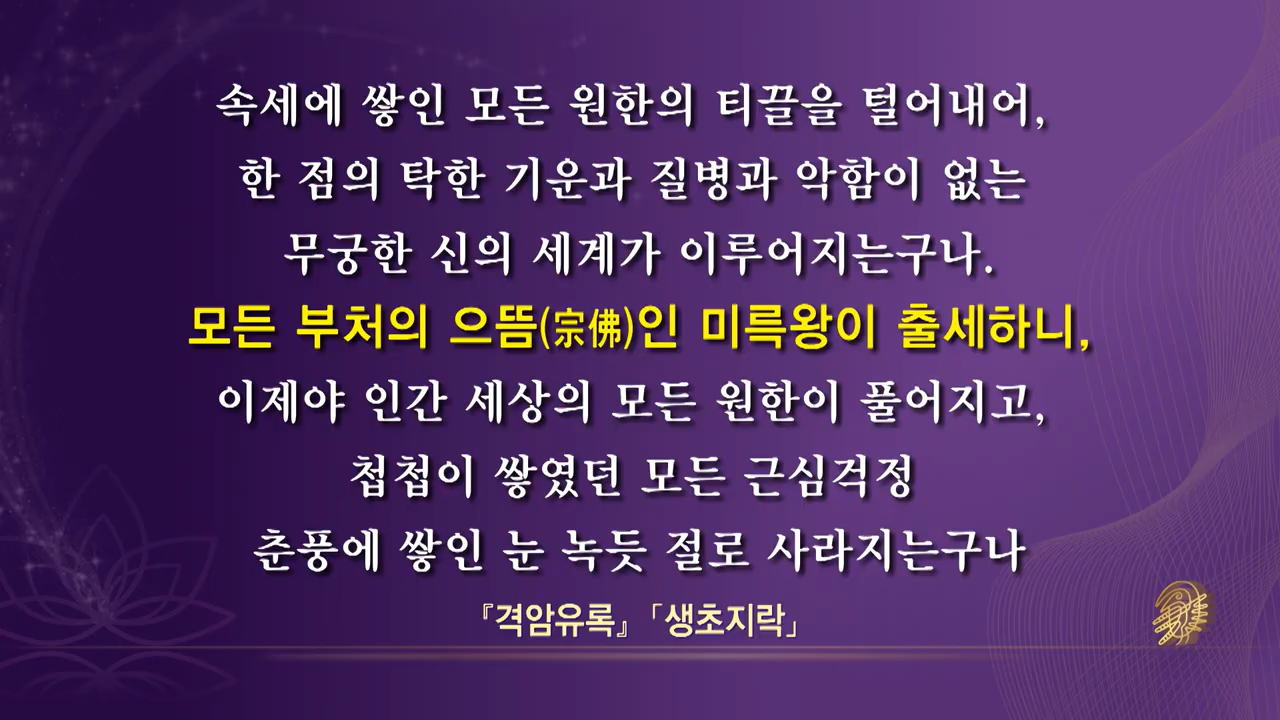 속세에 쌓인 모든 원한의 티끌을 털어내어,
한 점의 탁한 기운과 질병과 악함이 없는
무궁한 신의 세계가 이루어지는구나.
모든 부처의 으뜸(宗佛)인 미륵왕이 출세하니,
이제야 인간 세상의 모든 원한이 풀어지고,
첩첩이 쌓였던 모든 근심걱정
춘풍에 쌓인 눈 녹듯 절로 사라지는구나
『격암유록』「생초지락」